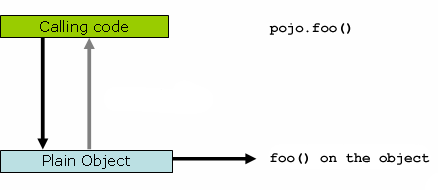 Calling code
pojo.foo()
Plain Object
foo() on the object